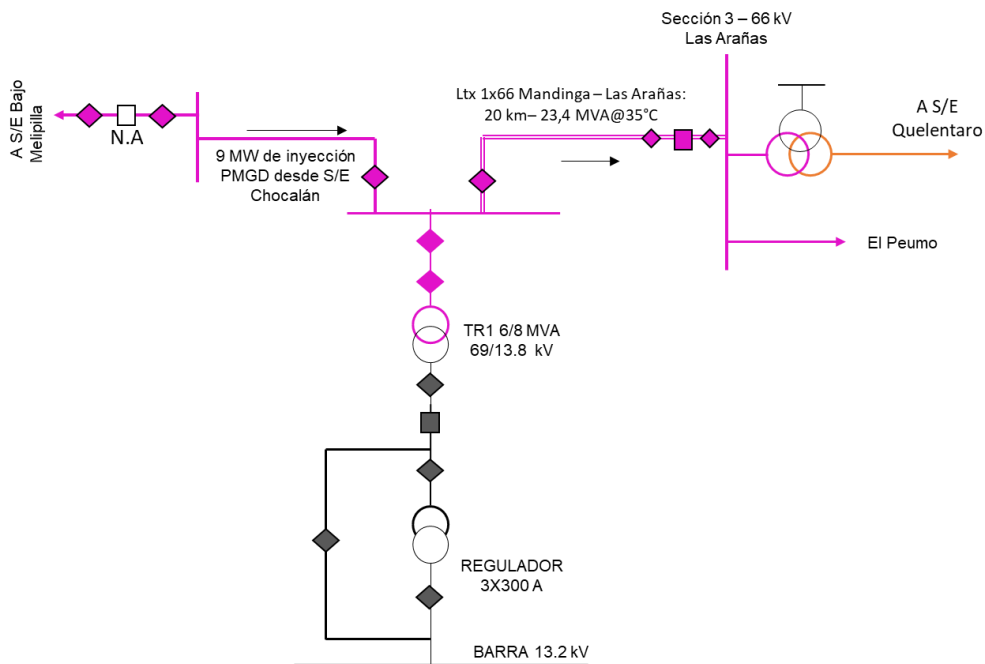 Sección 3 – 66 kV
Las Arañas
A S/E Bajo
Melipilla
N.A
9 MW de inyección
PMGD desde S/E
Chocalán
Ltx 1x66 Mandinga – Las Arañas:
20 km– 23,4 MVA@35°C
A S/E
Quelentaro
El Peumo
TR1 6/8 MVA
69/13.8 kV
REGULADOR
3X300 A
BARRA 13.2 kV